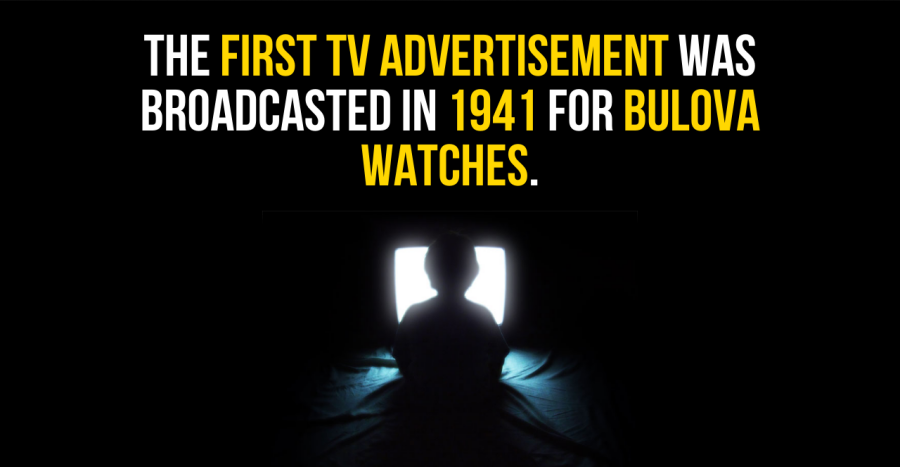 THE FIRST TV ADVERTISEMENT WAS
BROADCASTED IN 1941 FOR BULOVA
WATCHES.